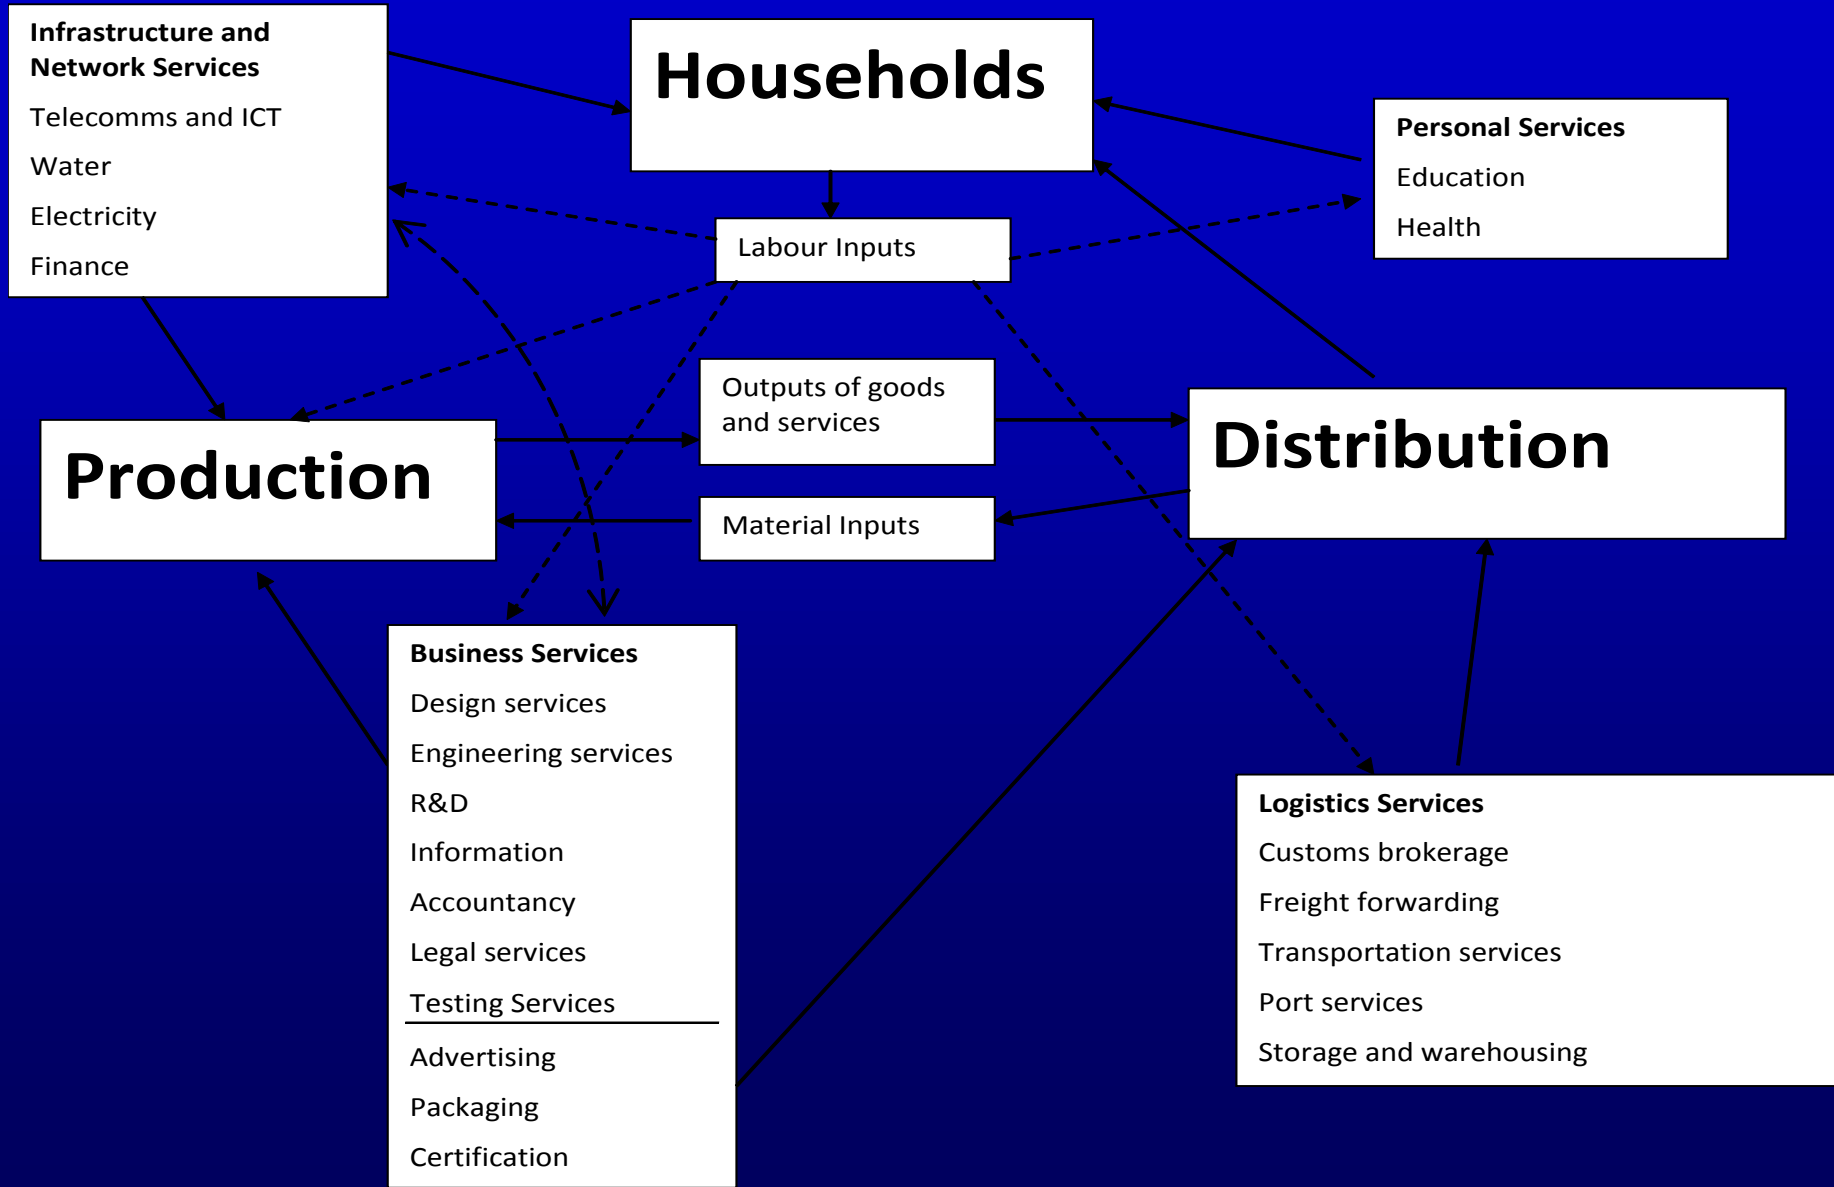 Infrastructure and
Network Services
Telecomms and ICT
Water
Electricity
Finance
Households
Personal Services
Education
Health
Labour Inputs
Outputs of goods
and services
Production
Distribution
Material Inputs
Business Services
Design services
Engineering services
R&D
Information
Accountancy
Legal services
Testing Services
Advertising
Packaging
Certification
Logistics Services
Customs brokerage
Freight forwarding
Transportation services
Port services
Storage and warehousing